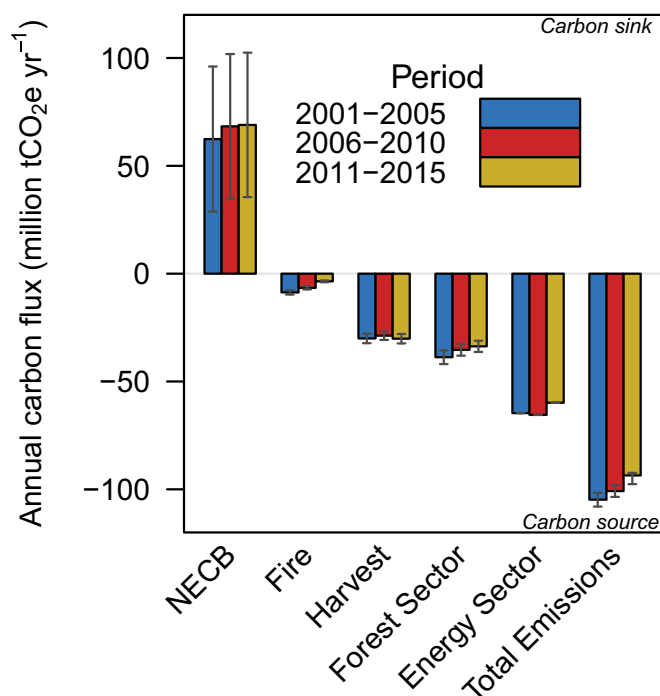 Annual carbon flux (million tCO₂e yr⁻¹)
100
50
0
−50
−100
Carbon sink
Period
2001−2005
2006−2010
2011−2015
Carbon source
NECB
Fire
Harvest
Forest Sector
Energy Sector
Total Emissions